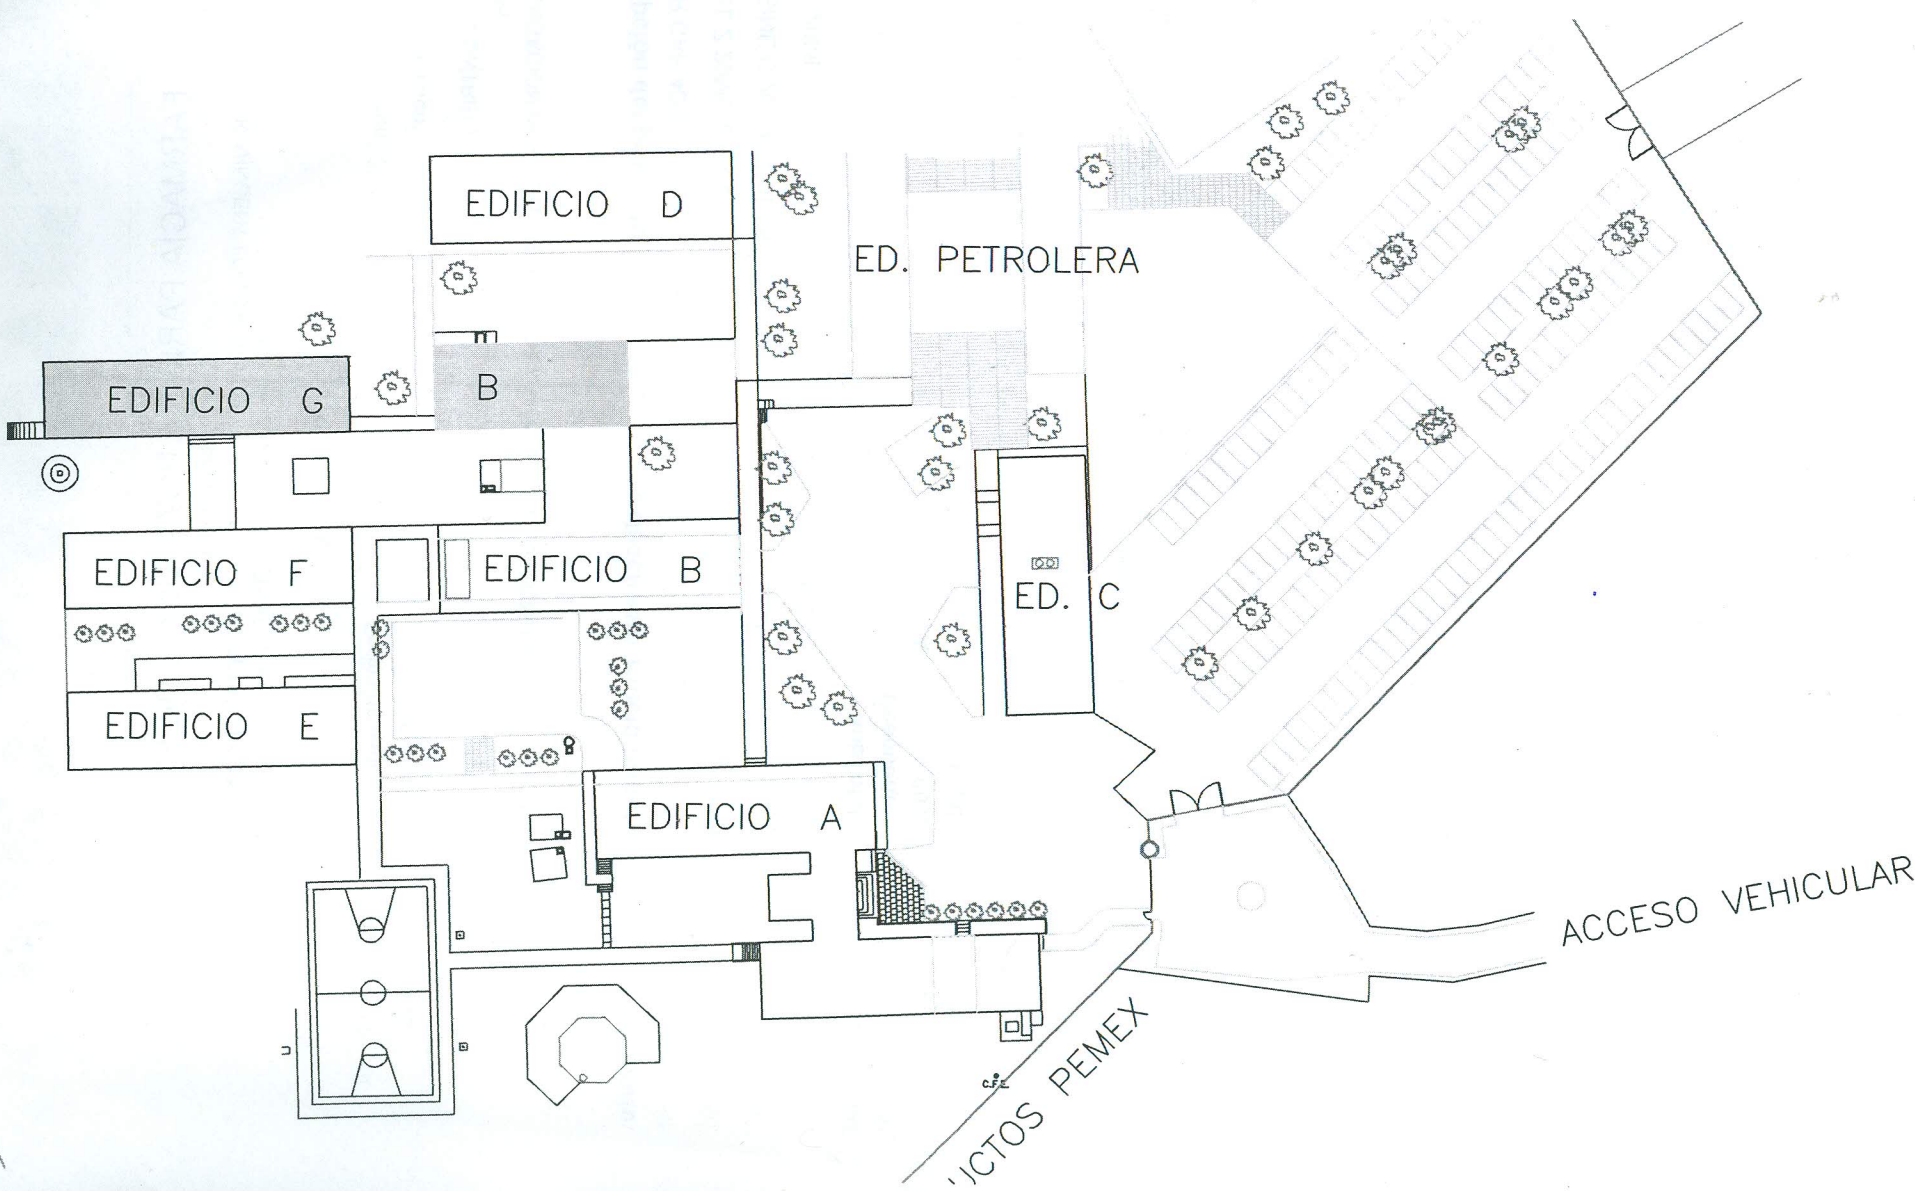 EDIFICIO D
ED. PETROLERA
EDIFICIO G
B
EDIFICIO F
EDIFICIO B
ED. C
EDIFICIO E
EDIFICIO A
ACCESO VEHICULAR
UCTOS PEMEX
C.F.E.